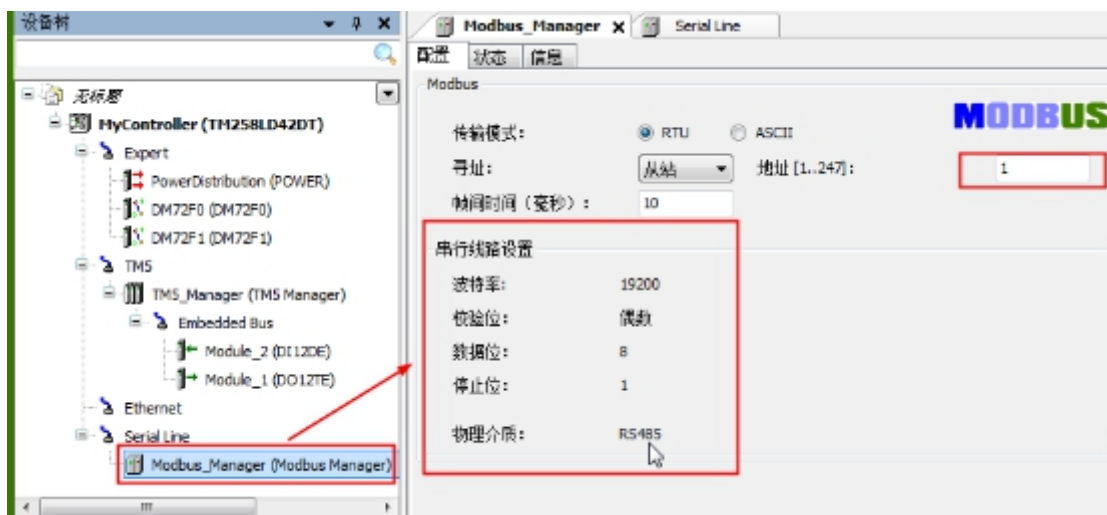 设备树
无标题
MyController (TM258LD42DT)
Expert
PowerDistribution (POWER)
DM72F0 (DM72F0)
DM72F1 (DM72F1)
TM5
TM5_Manager (TM5 Manager)
Embedded Bus
Module_2 (DI12DE)
Module_1 (DO12TE)
Ethernet
Serial Line
Modbus_Manager (Modbus Manager)
Modbus_Manager Serial Line
配置 状态 信息
Modbus
MODBUS
传输模式: RTU ASCII
寻址: 从站 地址 [1..247]: 1
帧间时间（毫秒）: 10
串行线路设置
波特率: 19200
校验位: 偶数
数据位: 8
停止位: 1
物理介质: RS485